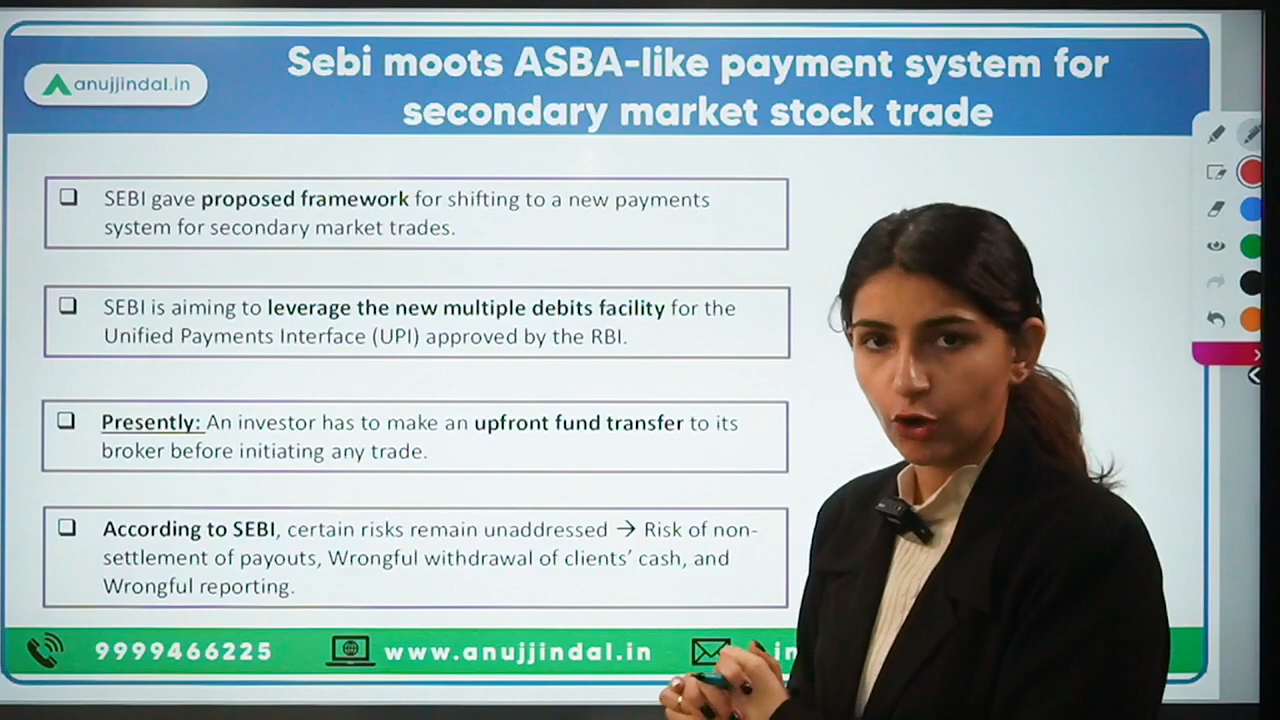 anujjindal.in
Sebi moots ASBA-like payment system for
secondary market stock trade
SEBI gave proposed framework for shifting to a new payments
system for secondary market trades.
SEBI is aiming to leverage the new multiple debits facility for the
Unified Payments Interface (UPI) approved by the RBI.
Presently: An investor has to make an upfront fund transfer to its
broker before initiating any trade.
According to SEBI, certain risks remain unaddressed → Risk of non-
settlement of payouts, Wrongful withdrawal of clients' cash, and
Wrongful reporting.
9999466225 www.anujjindal.in